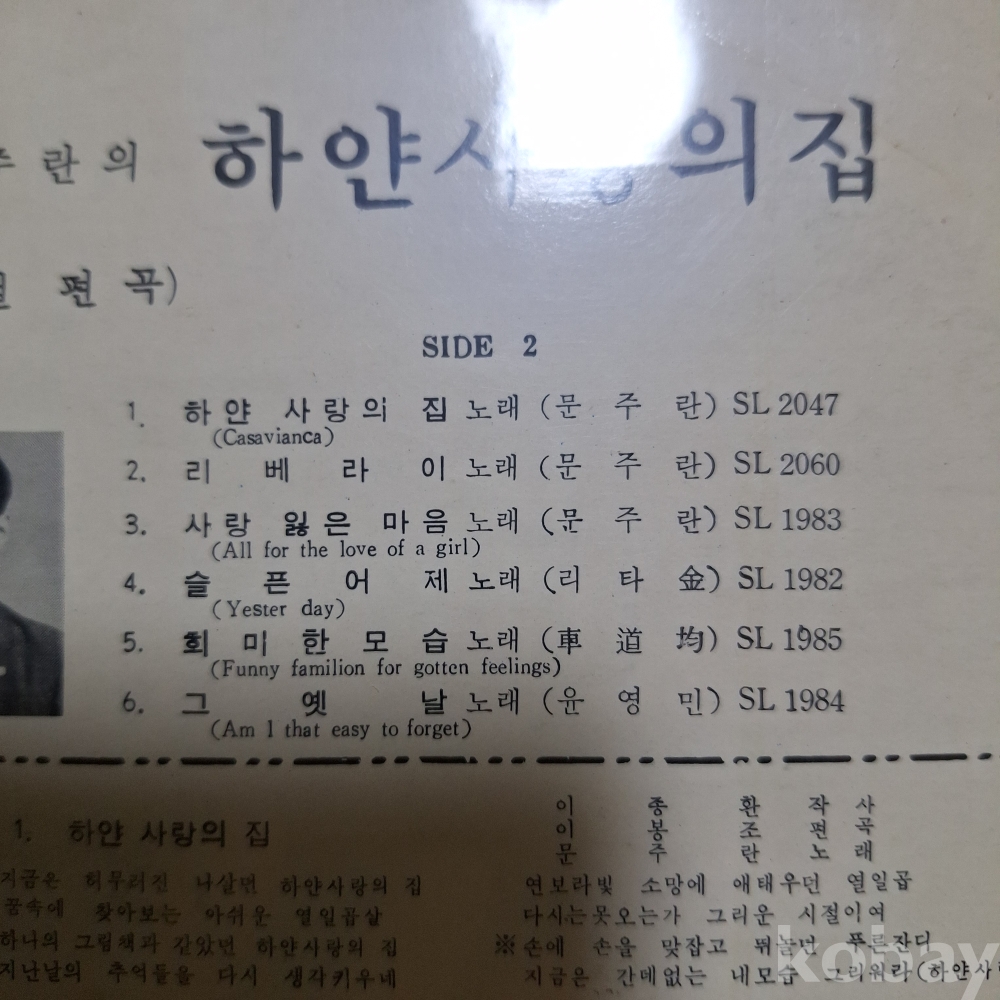 란의 하얀사랑의집
편곡)
SIDE 2
1. 하얀 사랑의 집 노래 (문 주 란) SL 2047
(Casavianca)
2. 리 베 라 이 노래 (문 주 란) SL 2060
3. 사랑 잃은 마음 노래 (문 주 란) SL 1983
(All for the love of a girl)
4. 슬 픈 어 제 노래 (리 타 金) SL 1982
(Yester day)
5. 희 미 한 모 습 노래 (車 道 均) SL 1985
(Funny familion for gotten feelings)
6. 그 옛 날 노래 (윤 영 민) SL 1984
(Am I that easy to forget)
1. 하얀 사랑의 집
이 종 환 작 사
이 봉 조 편 곡
문 주 란 노 래
지금은 허무러진 나살던 하얀사랑의 집
꿈속에 찾아보는 아쉬운 열일곱살
하나의 그림책과 같았던 하얀사랑의 집
지난날의 추억들을 다시 생각키우네
연보라빛 소망에 애태우던 열일곱
다시는못오는가 그리운 시절이여
※손에 손을 맞잡고 뛰놀던 푸른잔디
지금은 간데없는 내모습 그리워라(하얀사
kobay